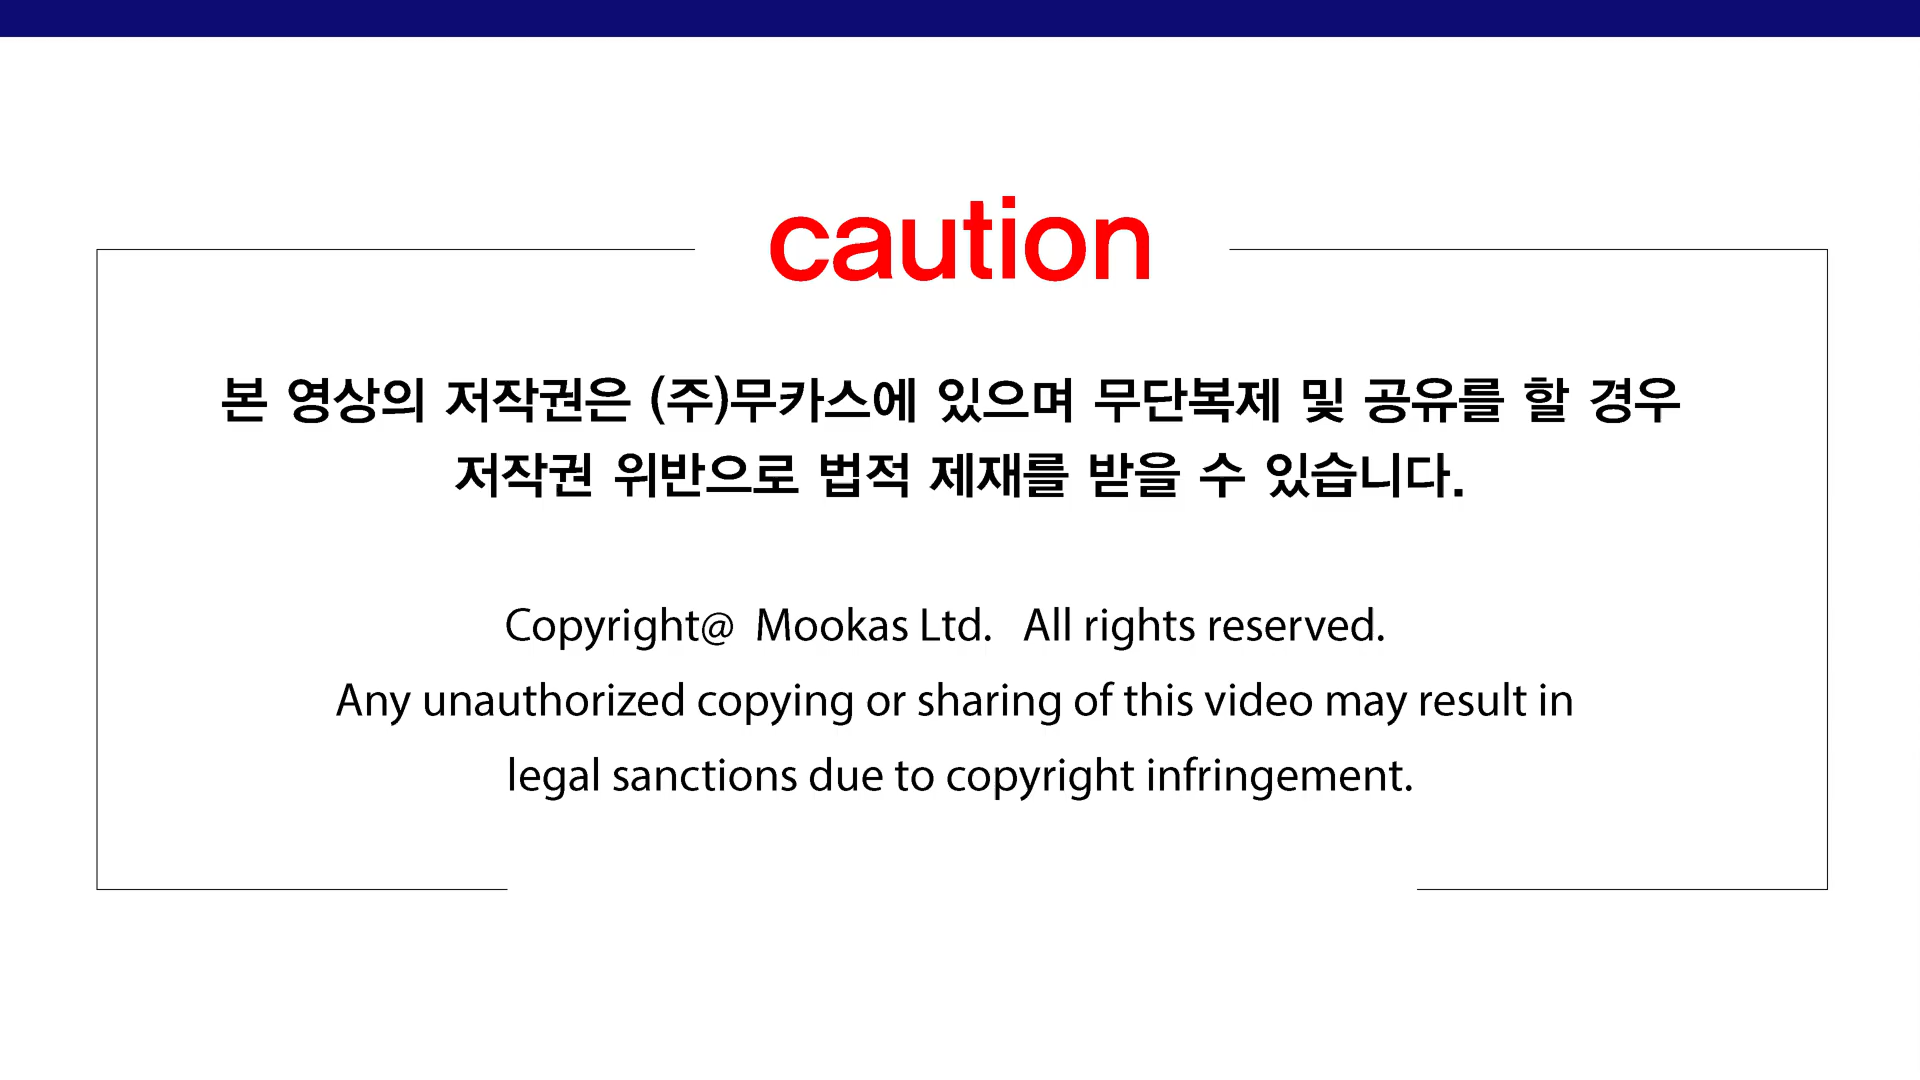 caution
본 영상의 저작권은 (주)무카스에 있으며 무단복제 및 공유를 할 경우
저작권 위반으로 법적 제재를 받을 수 있습니다.
Copyright@ Mookas Ltd. All rights reserved.
Any unauthorized copying or sharing of this video may result in
legal sanctions due to copyright infringement.